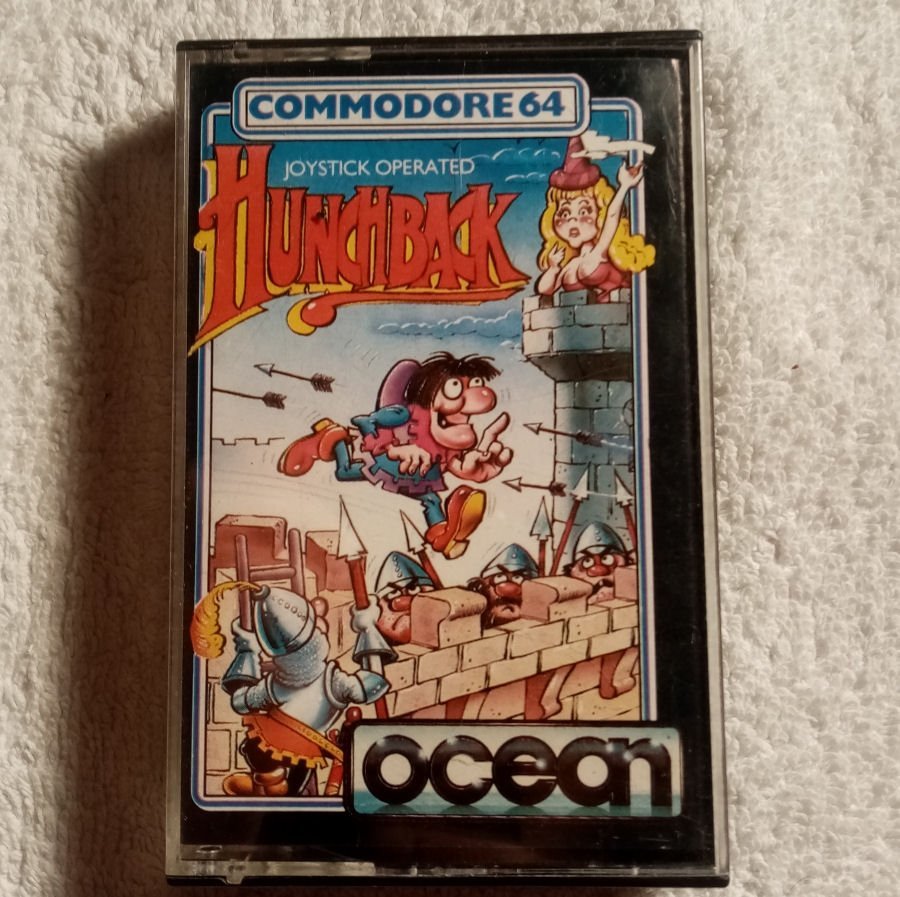 COMMODORE 64
JOYSTICK OPERATED
HUNCHBACK
ocean